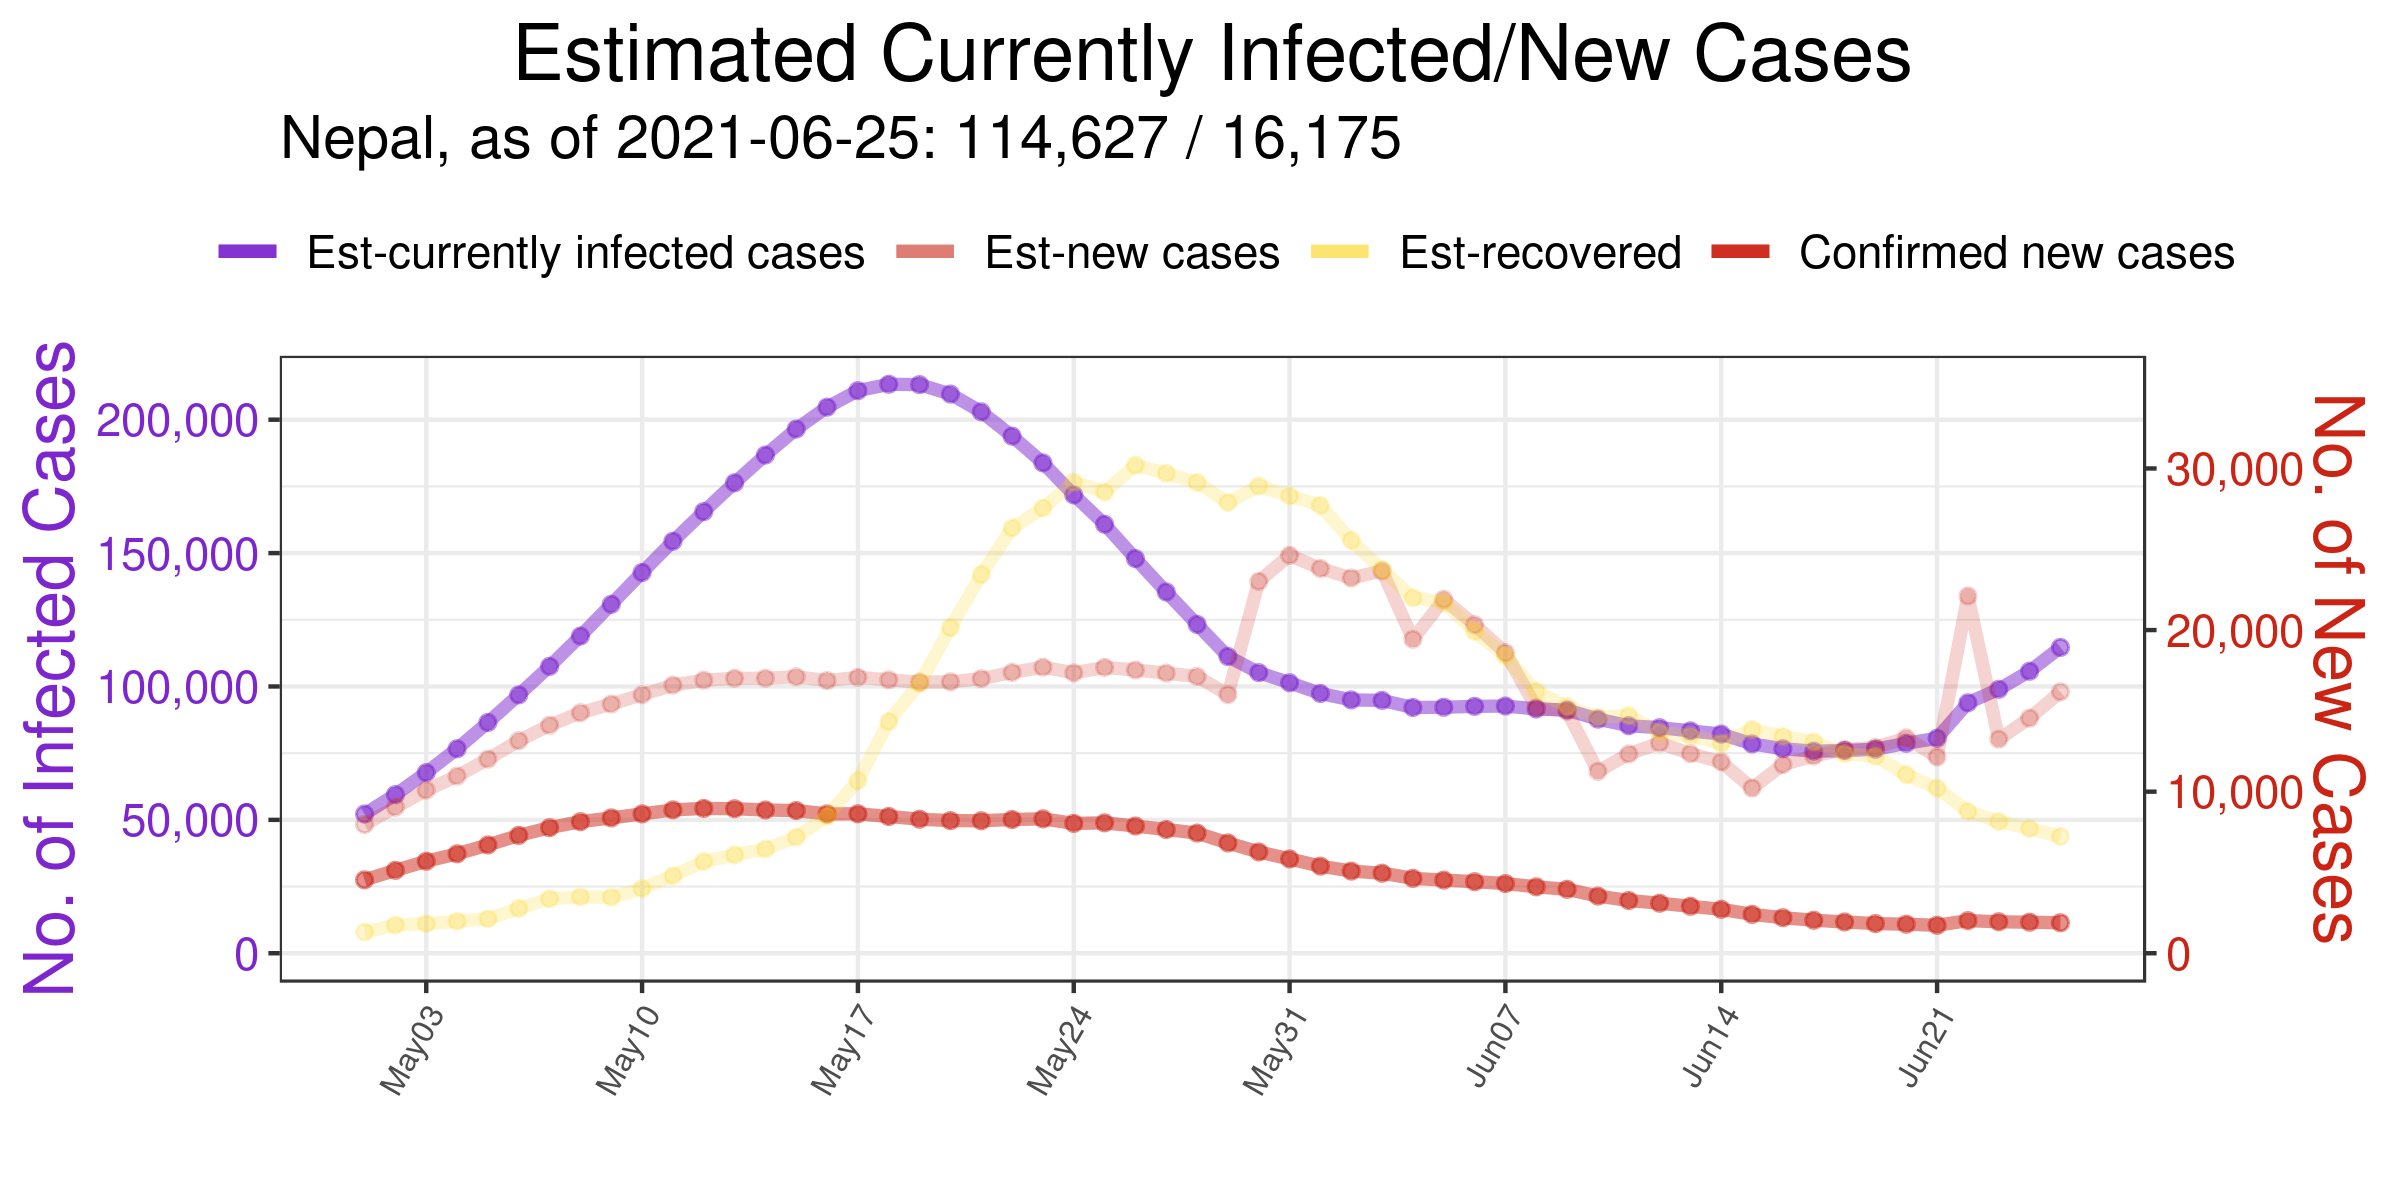 Estimated Currently Infected/New Cases
Nepal, as of 2021-06-25: 114,627 / 16,175
Est-currently infected cases Est-new cases Est-recovered Confirmed new cases
No. of Infected Cases
200,000
150,000
100,000
50,000
0
30,000
20,000
10,000
0
No. of New Cases
May03 May10 May17 May24 May31 Jun07 Jun14 Jun21